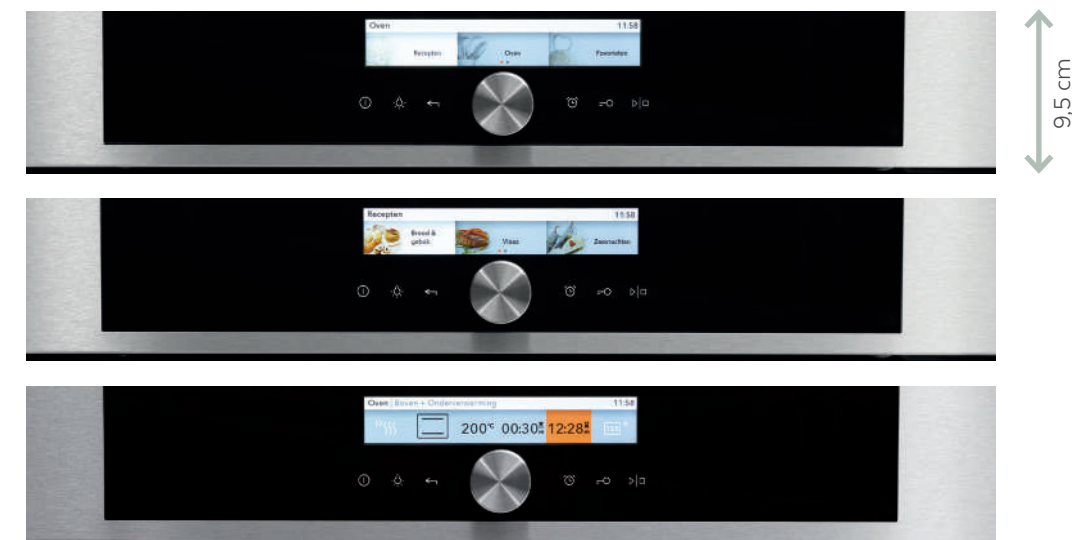 Oven 11:58
Recepten Oven Favorieten
9,5 cm
Recepten 11:58
Brood &
gebak Vlees Zeevruchten
Oven | Boven + Onderverwarming 11:58
200°C 00:30 12:28